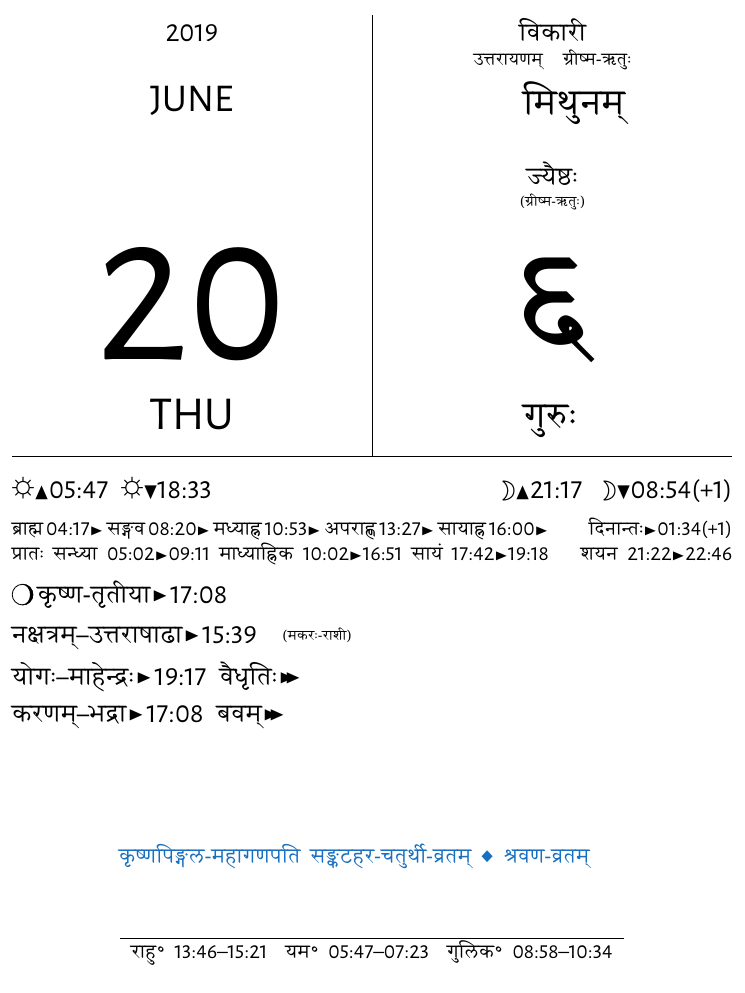 2019
JUNE
20
THU
विकारी
उत्तरायणम् ग्रीष्म-ऋतुः
मिथुनम्
ज्यैष्ठः
(ग्रीष्म-ऋतुः)
६
गुरुः
☼▲05:47 ☼▼18:33 ☽▲21:17 ☽▼08:54(+1)
ब्राह्म 04:17► सङ्गव 08:20► मध्याह्न 10:53► अपराह्ण 13:27► सायाह्न 16:00► दिनान्तः►01:34(+1)
प्रातः सन्ध्या 05:02►09:11 माध्याह्निक 10:02►16:51 सायं 17:42►19:18 शयन 21:22►22:46
❍कृष्ण-तृतीया►17:08
नक्षत्रम्–उत्तराषाढा►15:39 (मकरः-राशी)
योगः–माहेन्द्रः►19:17 वैधृतिः►►
करणम्–भद्रा►17:08 बवम्►►
कृष्णपिङ्गल-महागणपति सङ्कटहर-चतुर्थी-व्रतम् ◆ श्रवण-व्रतम्
राहु॰ 13:46–15:21 यम॰ 05:47–07:23 गुलिक॰ 08:58–10:34